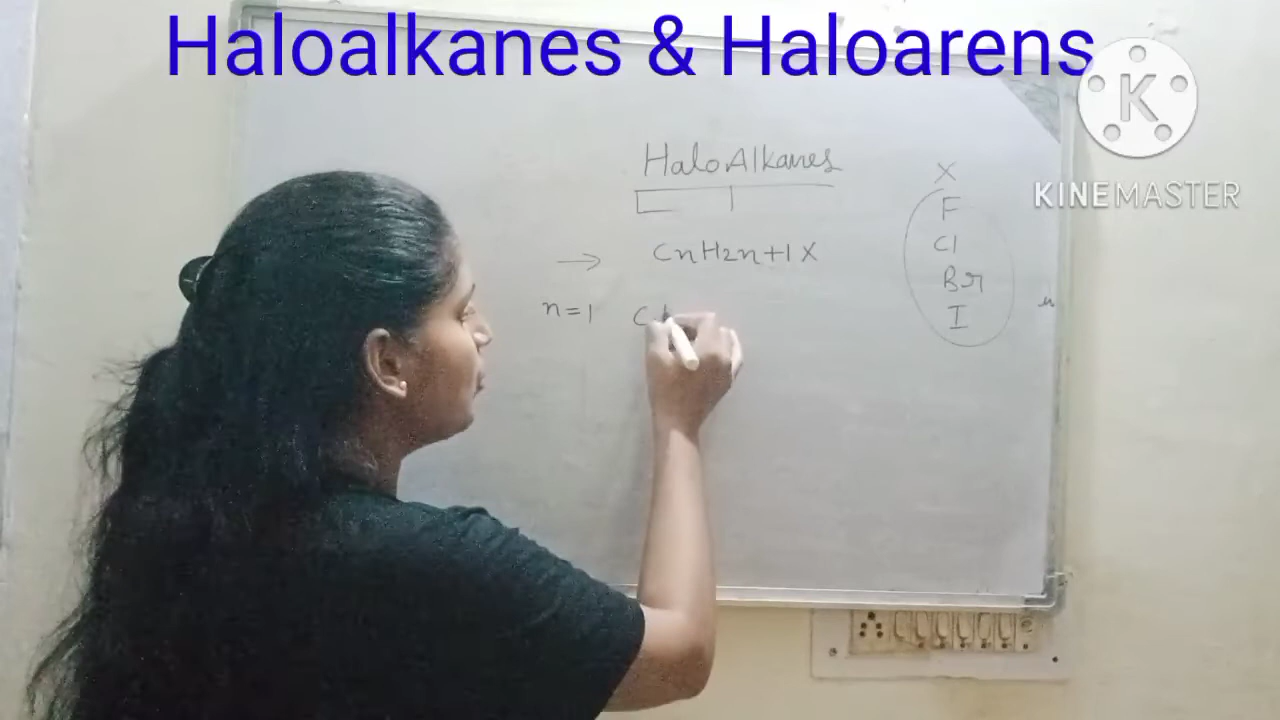 Haloalkanes & Haloarens
K
KINEMASTER
HaloAlkanes
CnH2n+1X
n=1 C
X
F
Cl
Br
I